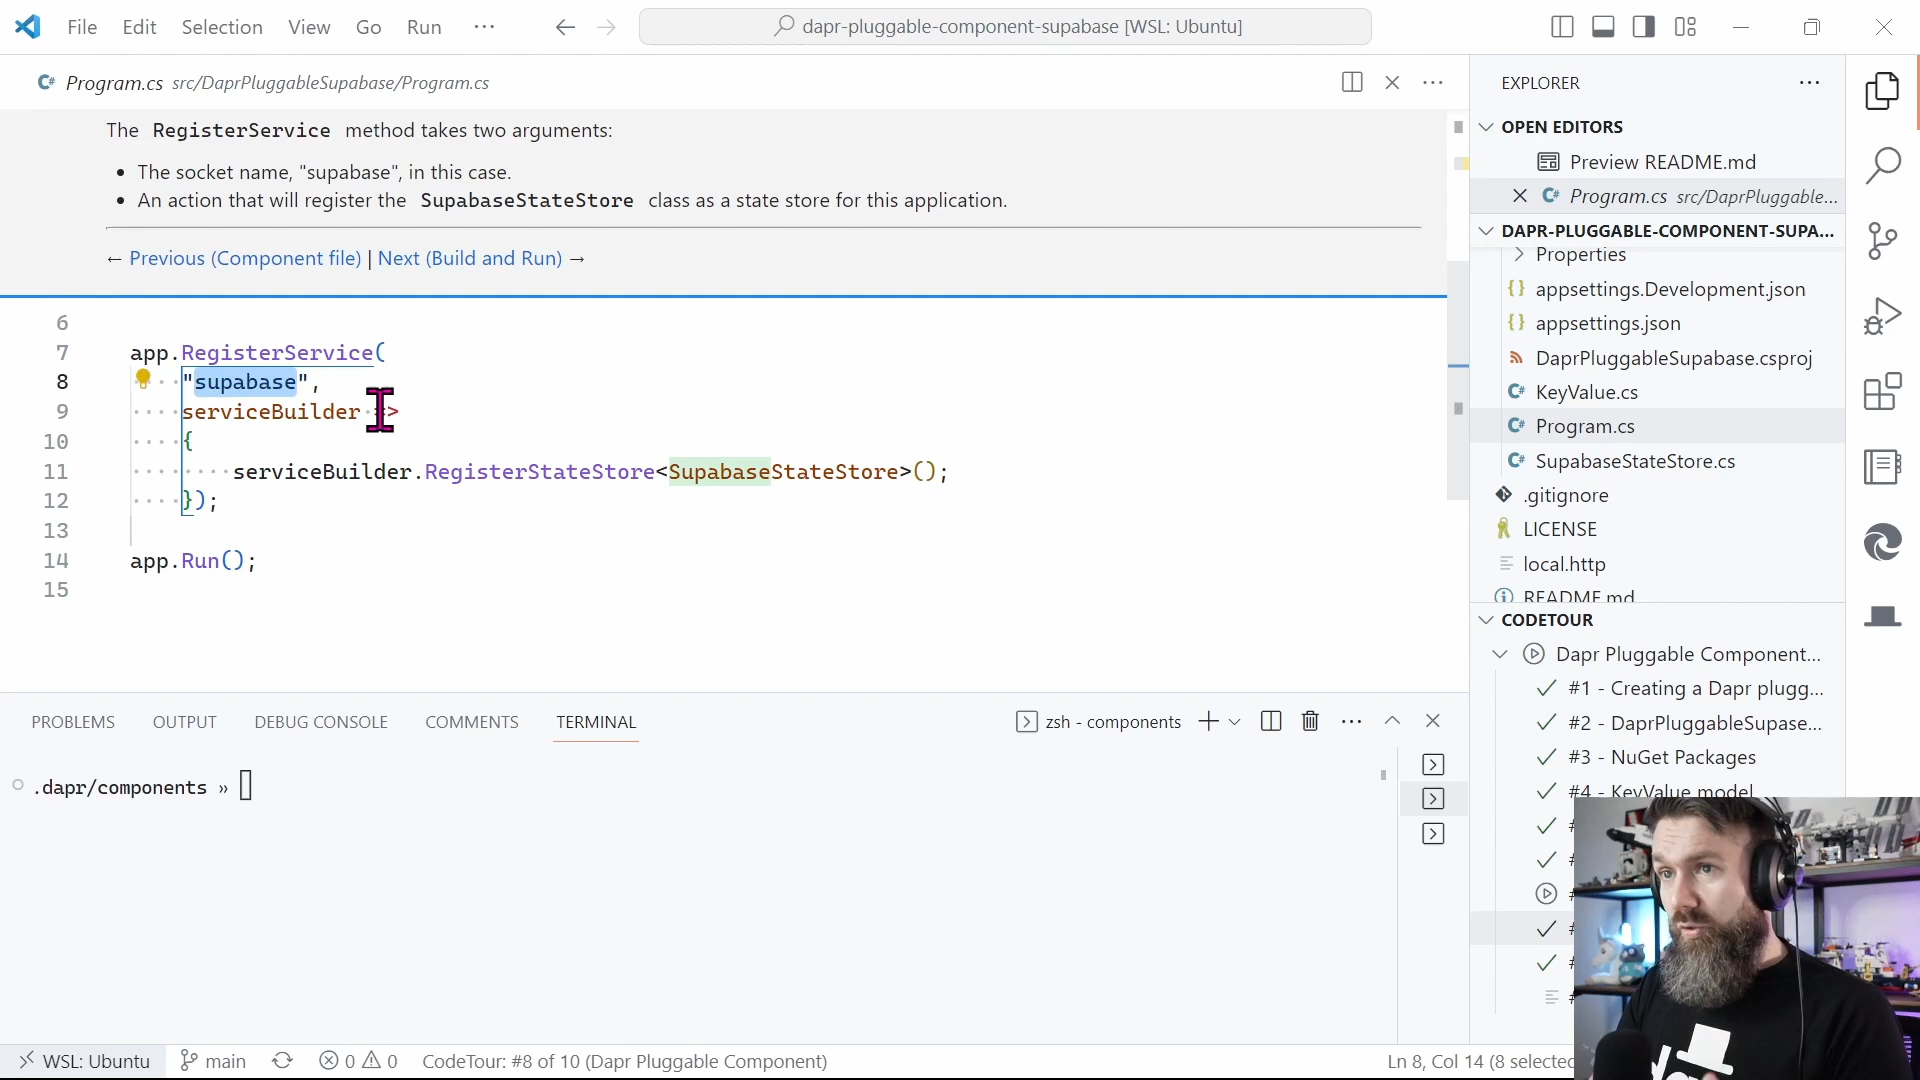 File Edit Selection View Go Run ···
dapr-pluggable-component-supabase [WSL: Ubuntu]
C# Program.cs src/DaprPluggableSupabase/Program.cs
The RegisterService method takes two arguments:
• The socket name, "supabase", in this case.
• An action that will register the SupabaseStateStore class as a state store for this application.
← Previous (Component file) | Next (Build and Run) →
6
7 app.RegisterService(
8 "supabase",
9 serviceBuilder =>
10 {
11 serviceBuilder.RegisterStateStore<SupabaseStateStore>();
12 });
13
14 app.Run();
15
PROBLEMS OUTPUT DEBUG CONSOLE COMMENTS TERMINAL
zsh - components
.dapr/components »
EXPLORER
OPEN EDITORS
Preview README.md
C# Program.cs src/DaprPluggable...
DAPR-PLUGGABLE-COMPONENT-SUPA...
Properties
{} appsettings.Development.json
{} appsettings.json
DaprPluggableSupabase.csproj
C# KeyValue.cs
C# Program.cs
C# SupabaseStateStore.cs
.gitignore
LICENSE
local.http
README.md
CODETOUR
Dapr Pluggable Component...
#1 - Creating a Dapr plugg...
#2 - DaprPluggableSupase...
#3 - NuGet Packages
#4 - KeyValue model
WSL: Ubuntu main 0 0 CodeTour: #8 of 10 (Dapr Pluggable Component)
Ln 8, Col 14 (8 selected